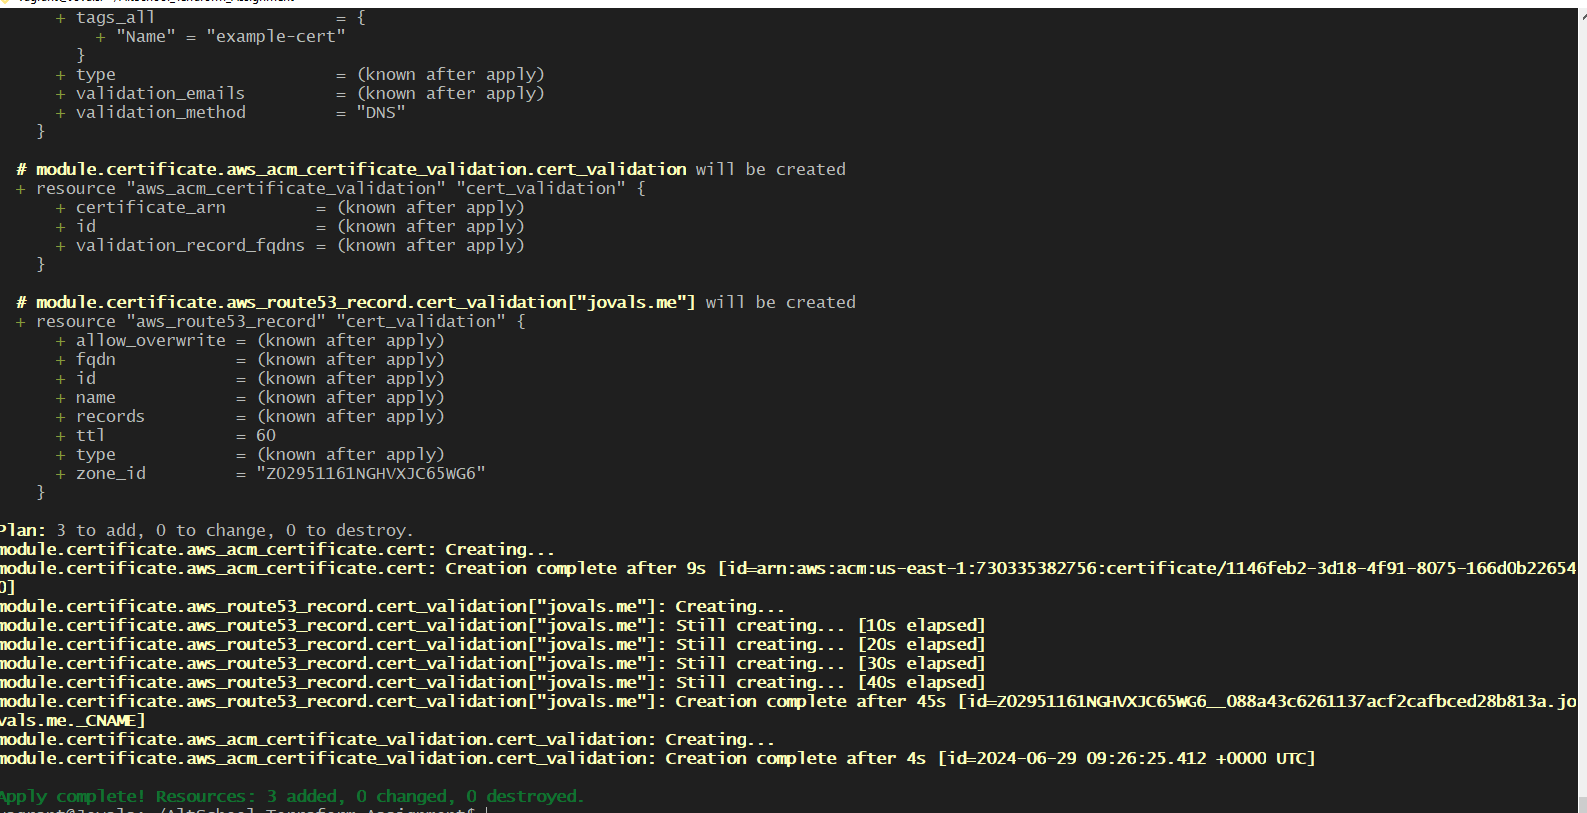 + tags_all = {
+ "Name" = "example-cert"
}
+ type = (known after apply)
+ validation_emails = (known after apply)
+ validation_method = "DNS"
}
# module.certificate.aws_acm_certificate_validation.cert_validation will be created
+ resource "aws_acm_certificate_validation" "cert_validation" {
+ certificate_arn = (known after apply)
+ id = (known after apply)
+ validation_record_fqdns = (known after apply)
}
# module.certificate.aws_route53_record.cert_validation["jovals.me"] will be created
+ resource "aws_route53_record" "cert_validation" {
+ allow_overwrite = (known after apply)
+ fqdn = (known after apply)
+ id = (known after apply)
+ name = (known after apply)
+ records = (known after apply)
+ ttl = 60
+ type = (known after apply)
+ zone_id = "Z02951161NGHVXJC65WG6"
}
Plan: 3 to add, 0 to change, 0 to destroy.
module.certificate.aws_acm_certificate.cert: Creating...
module.certificate.aws_acm_certificate.cert: Creation complete after 9s [id=arn:aws:acm:us-east-1:730335382756:certificate/1146feb2-3d18-4f91-8075-166d0b22654
0]
module.certificate.aws_route53_record.cert_validation["jovals.me"]: Creating...
module.certificate.aws_route53_record.cert_validation["jovals.me"]: Still creating... [10s elapsed]
module.certificate.aws_route53_record.cert_validation["jovals.me"]: Still creating... [20s elapsed]
module.certificate.aws_route53_record.cert_validation["jovals.me"]: Still creating... [30s elapsed]
module.certificate.aws_route53_record.cert_validation["jovals.me"]: Still creating... [40s elapsed]
module.certificate.aws_route53_record.cert_validation["jovals.me"]: Creation complete after 45s [id=Z02951161NGHVXJC65WG6__088a43c6261137acf2cafbced28b813a.jo
vals.me._CNAME]
module.certificate.aws_acm_certificate_validation.cert_validation: Creating...
module.certificate.aws_acm_certificate_validation.cert_validation: Creation complete after 4s [id=2024-06-29 09:26:25.412 +0000 UTC]
Apply complete! Resources: 3 added, 0 changed, 0 destroyed.